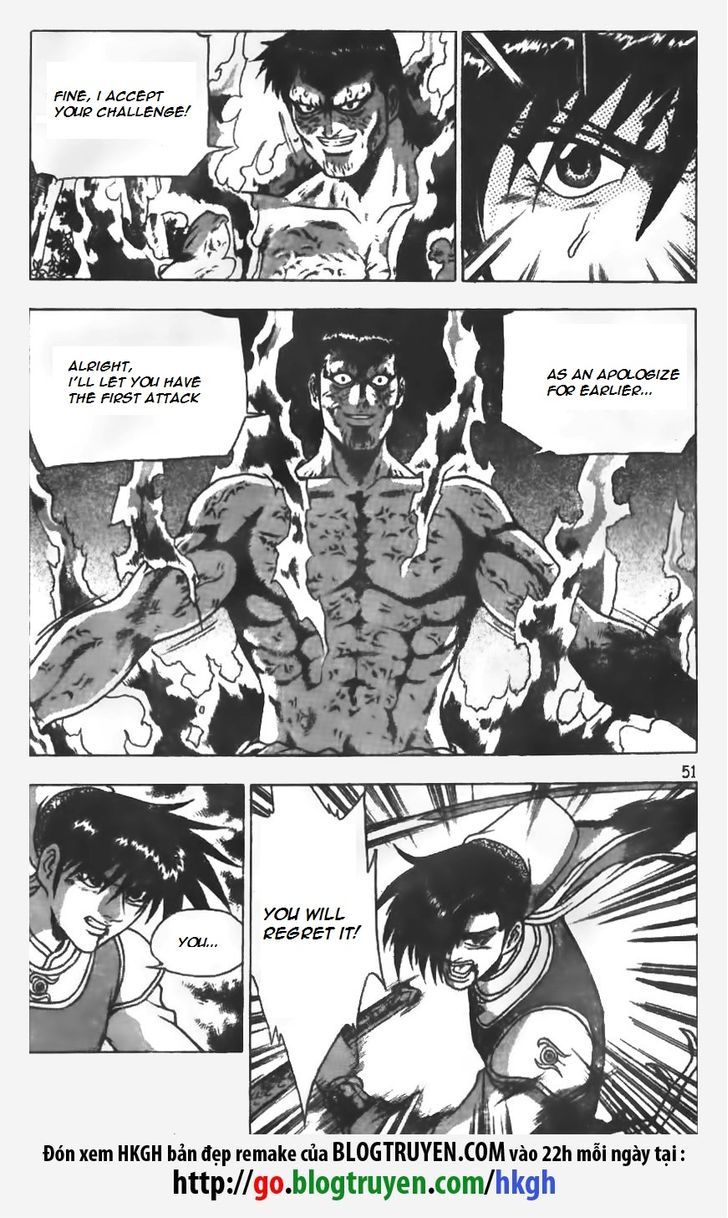 FINE, I ACCEPT
YOUR CHALLENGE!
ALRIGHT,
I'LL LET YOU HAVE
THE FIRST ATTACK
AS AN APOLOGIZE
FOR EARLIER...
51
YOU...
YOU WILL
REGRET IT!
Đón xem HKGH bản đẹp remake của BLOGTRUYEN.COM vào 22h mỗi ngày tại :
http://go.blogtruyen.com/hkgh